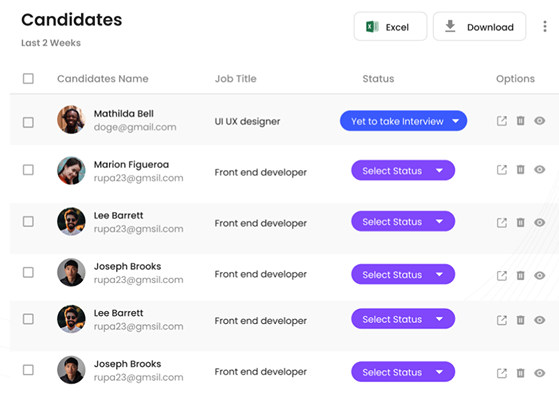 Candidates
Excel
Download
Last 2 Weeks
Candidates Name Job Title Status Options
Mathilda Bell
doge@gmail.com
UI UX designer
Yet to take Interview
Marion Figueroa
rupa23@gmsil.com
Front end developer
Select Status
Lee Barrett
rupa23@gmsil.com
Front end developer
Select Status
Joseph Brooks
rupa23@gmsil.com
Front end developer
Select Status
Lee Barrett
rupa23@gmsil.com
Front end developer
Select Status
Joseph Brooks
rupa23@gmsil.com
Front end developer
Select Status